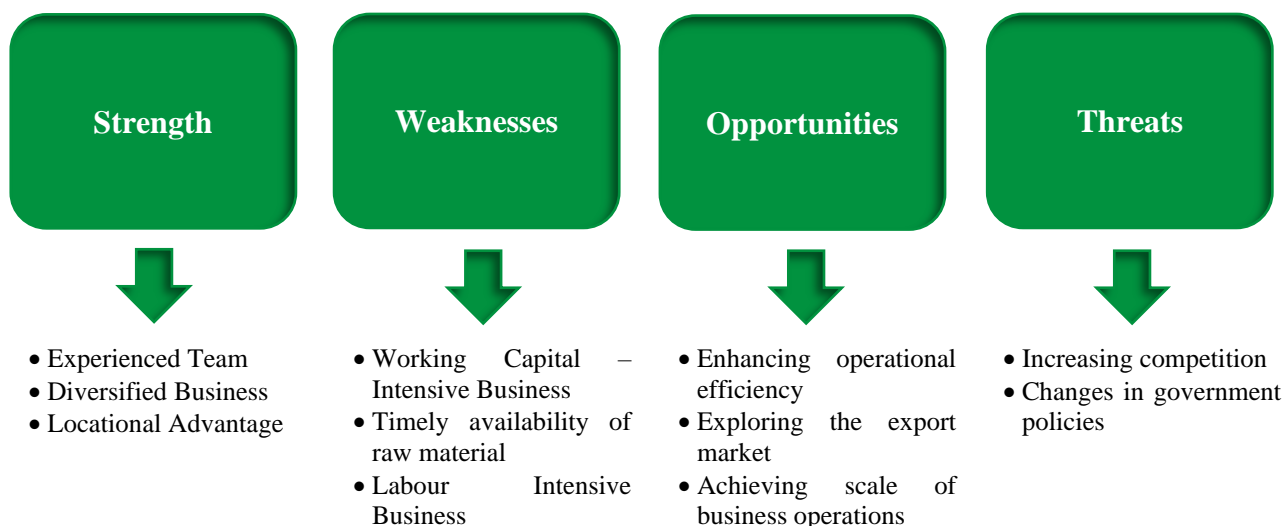 Strength
Weaknesses
Opportunities
Threats
• Experienced Team
• Diversified Business
• Locational Advantage
• Working Capital –
Intensive Business
• Timely availability of
raw material
• Labour Intensive
Business
• Enhancing operational
efficiency
• Exploring the export
market
• Achieving scale of
business operations
• Increasing competition
• Changes in government
policies